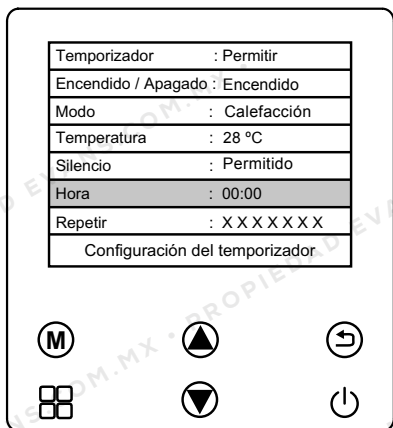 Temporizador : Permitir
Encendido / Apagado : Encendido
Modo : Calefacción
Temperatura : 28 ºC
Silencio : Permitido
Hora : 00:00
Repetir : X X X X X X X
Configuración del temporizador
M